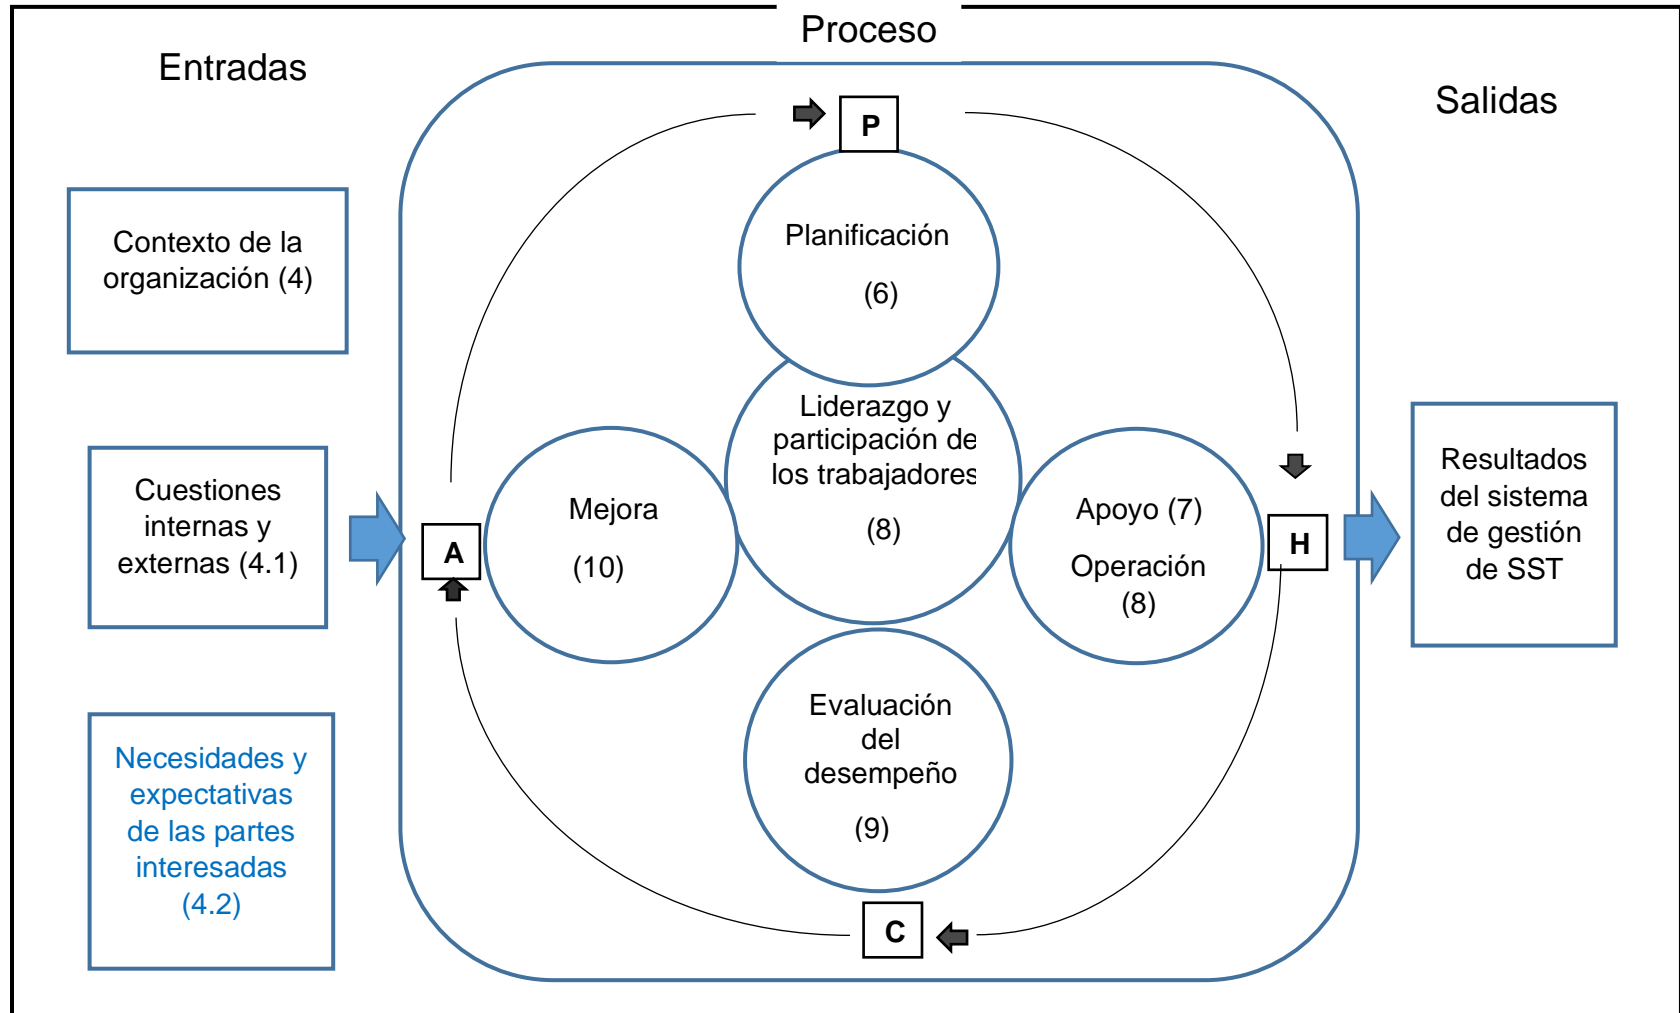 Proceso
Entradas
Salidas
Contexto de la
organización (4)
Cuestiones
internas y
externas (4.1)
Necesidades y
expectativas
de las partes
interesadas
(4.2)
P
Planificación
(6)
Liderazgo y
participación de
los trabajadores
(8)
A
Mejora
(10)
Apoyo (7)
Operación
(8)
H
Evaluación
del
desempeño
(9)
C
Resultados
del sistema
de gestión
de SST